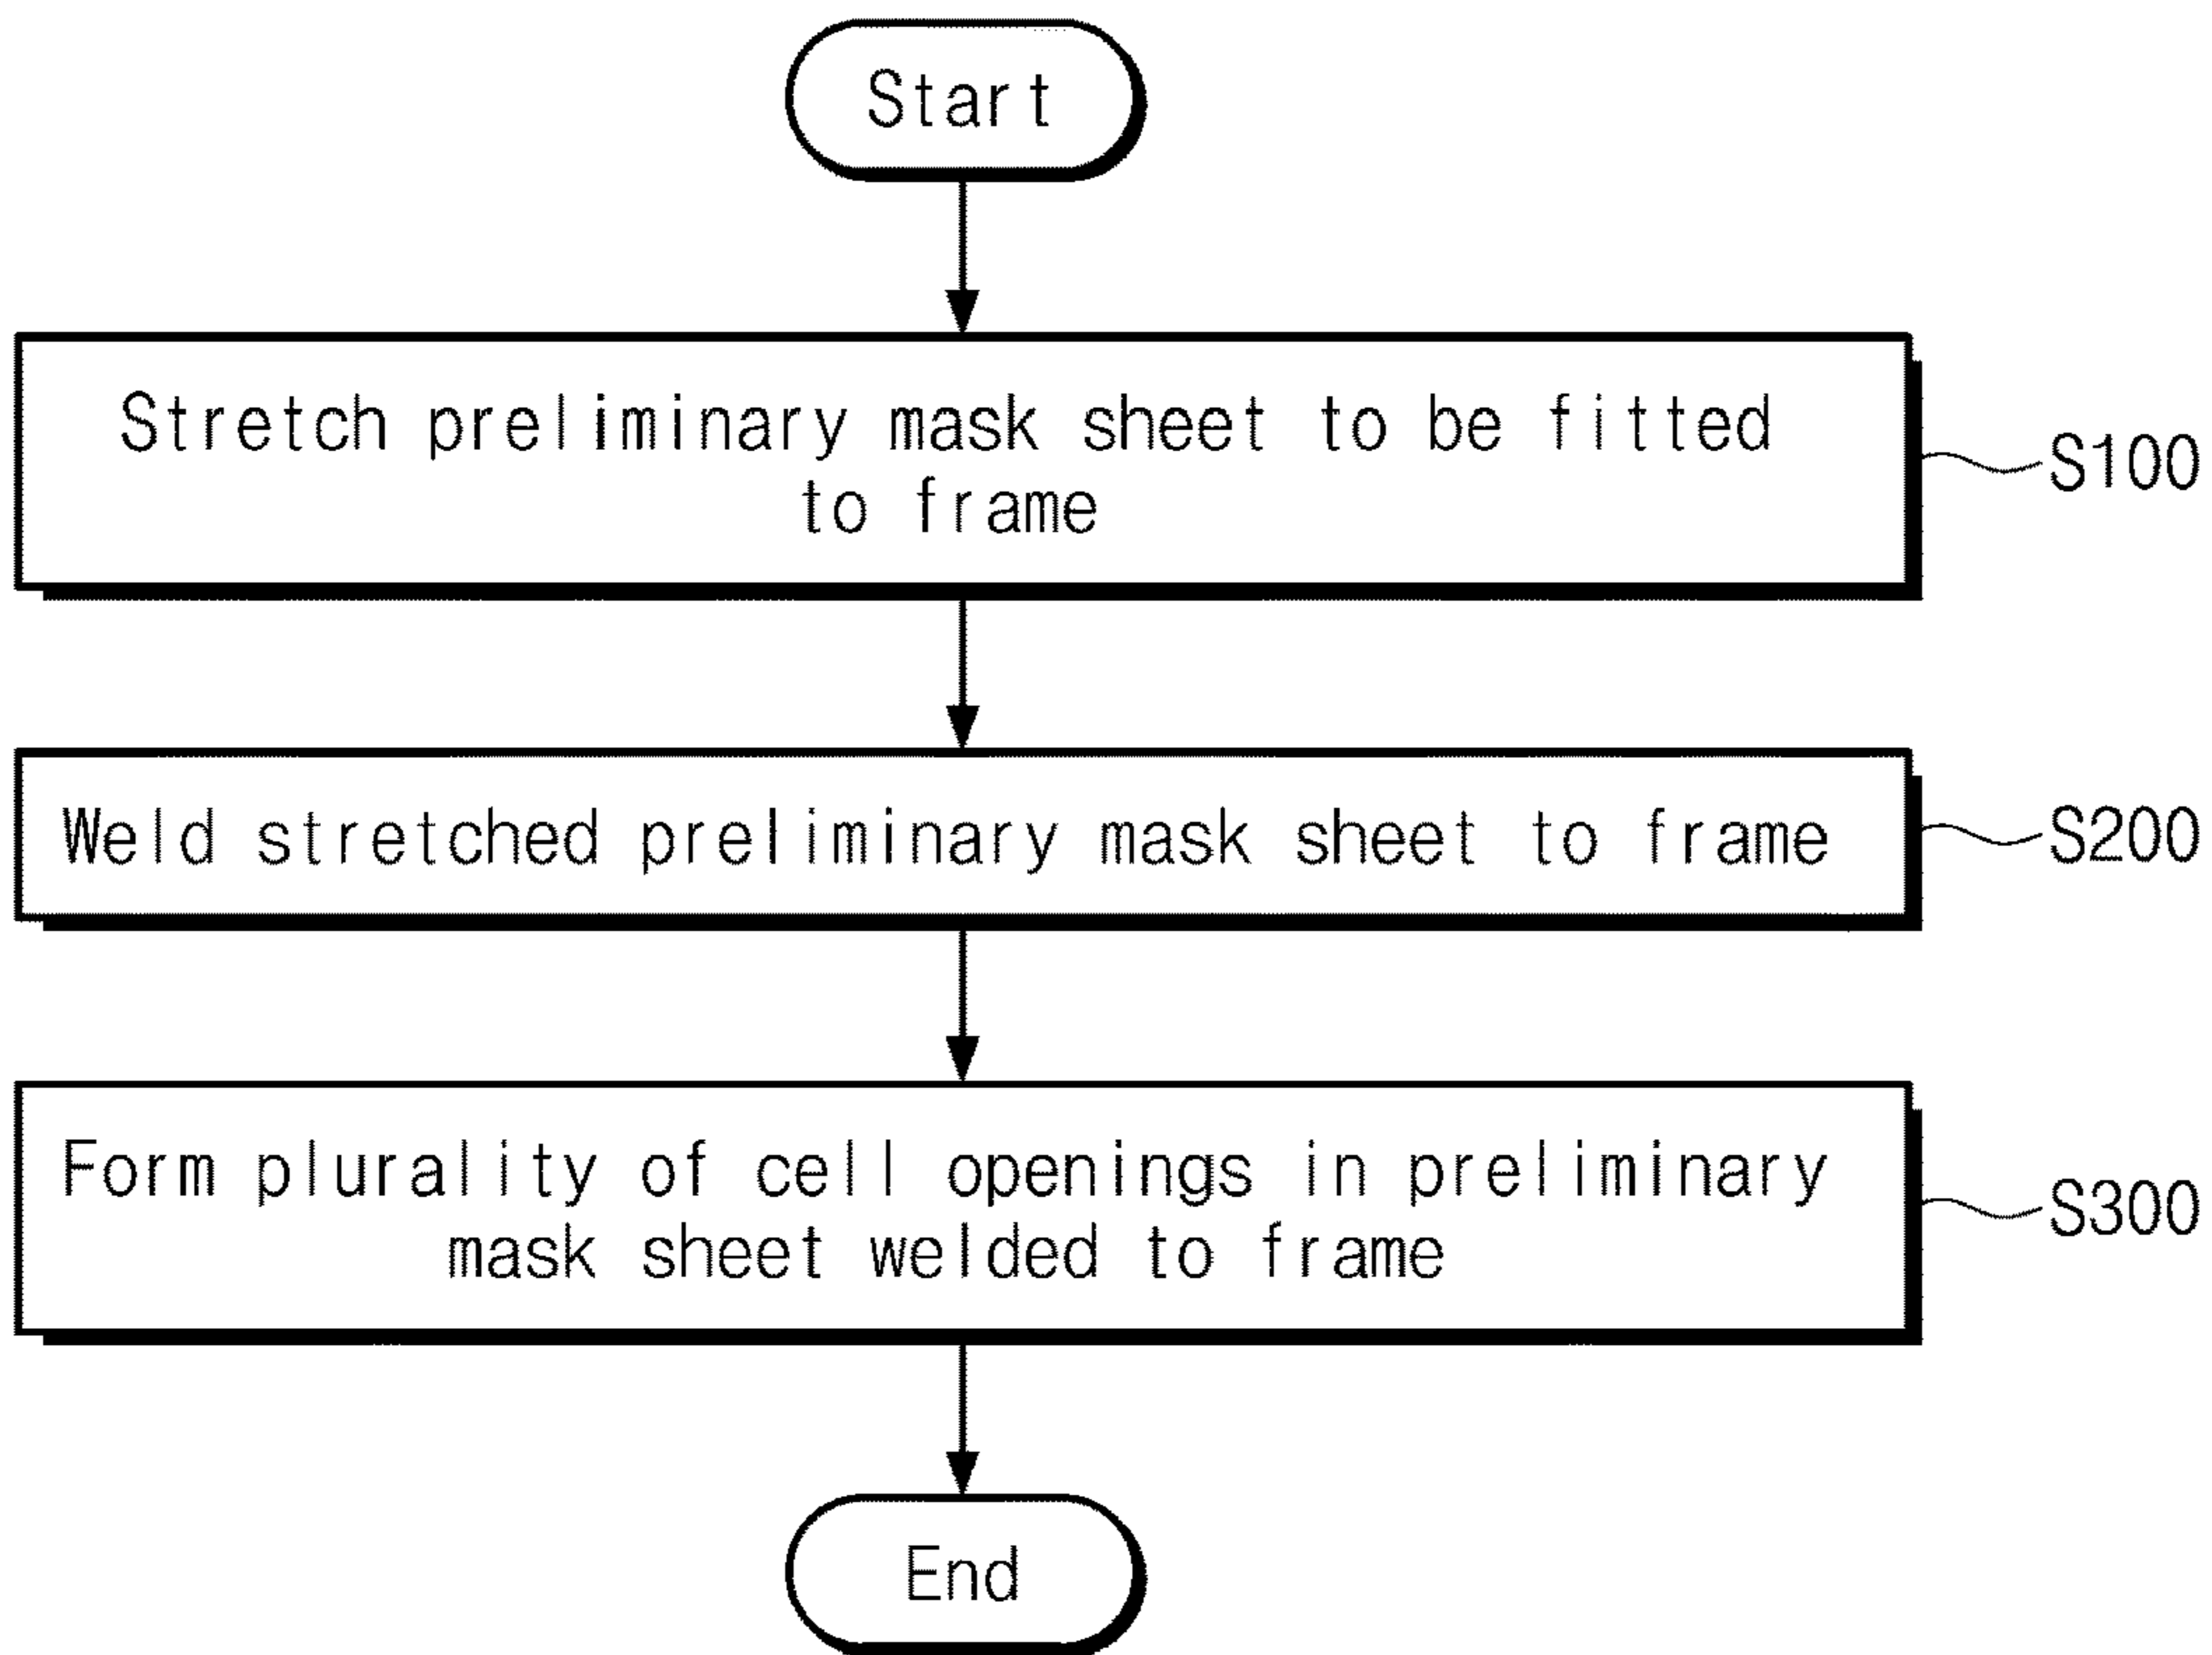 Start
Stretch preliminary mask sheet to be fitted
to frame
S100
Weld stretched preliminary mask sheet to frame
S200
Form plurality of cell openings in preliminary
mask sheet welded to frame
S300
End